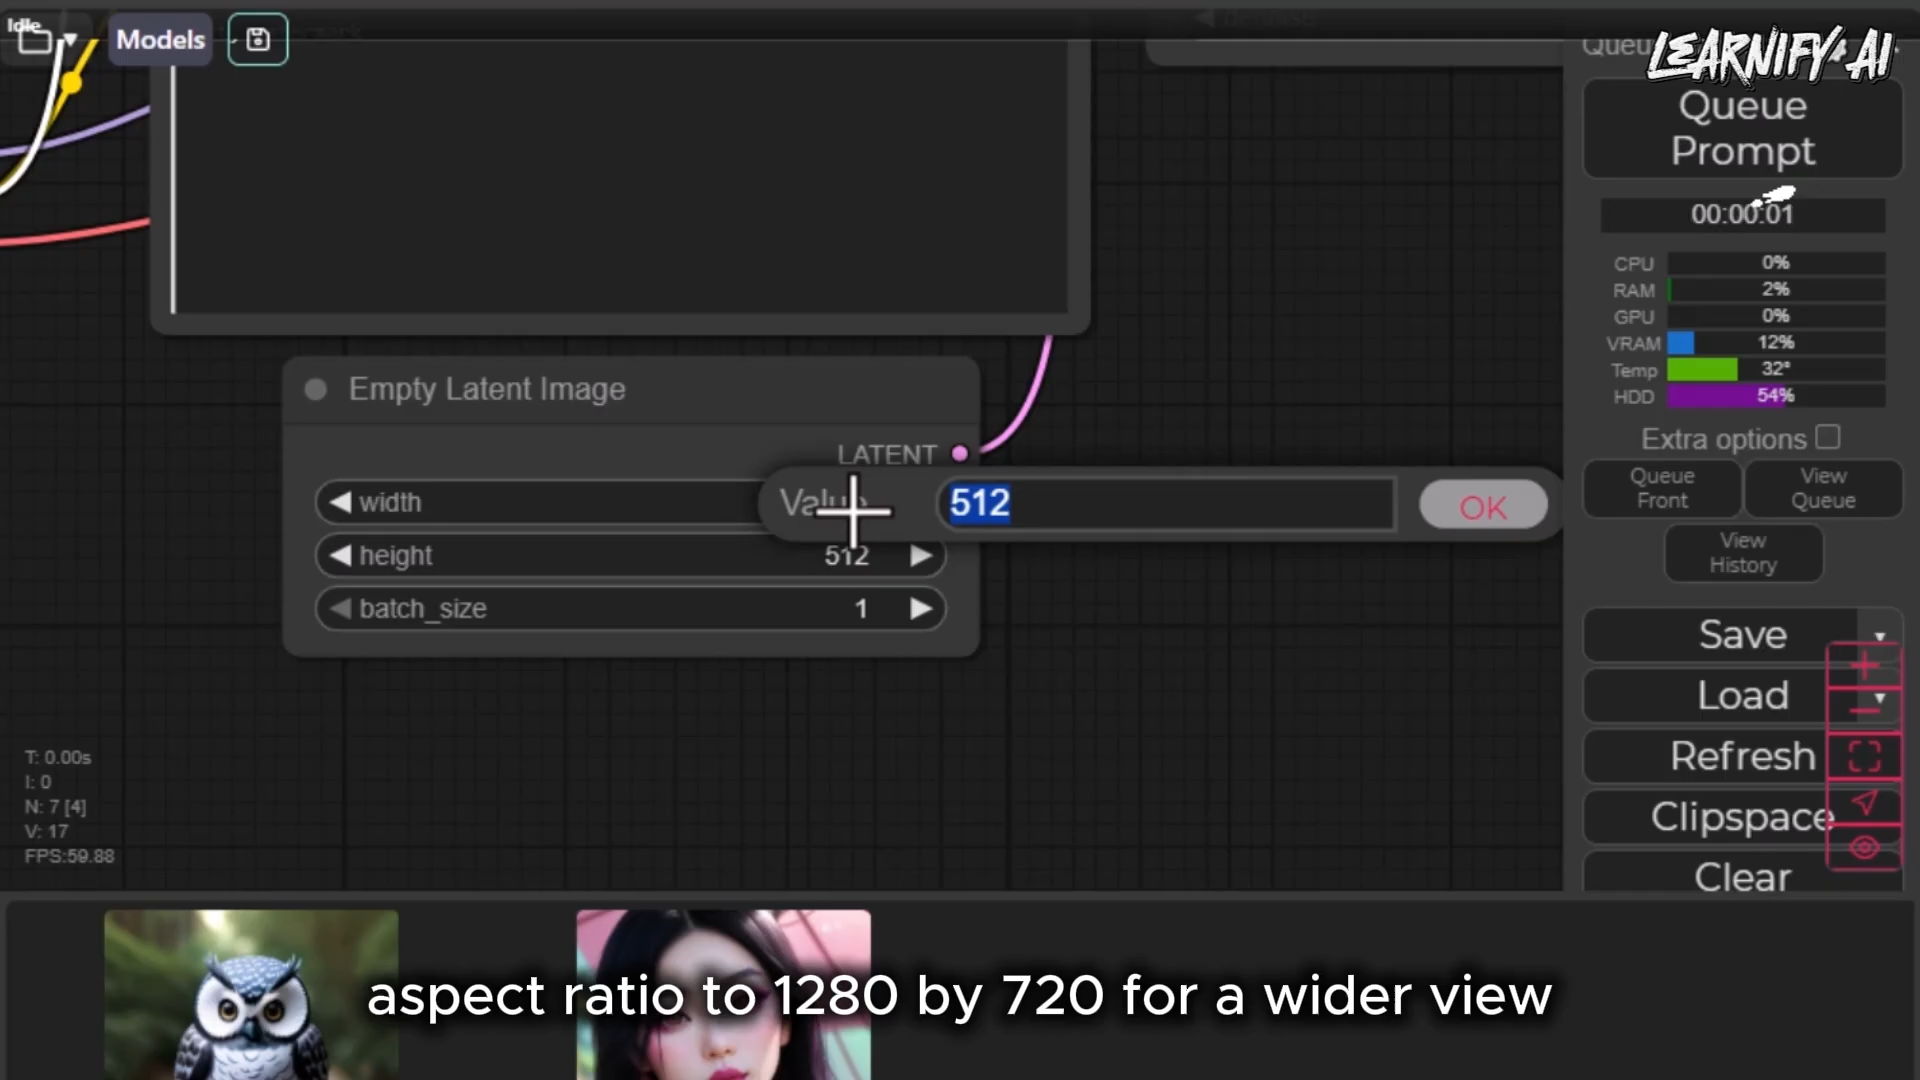 Idle
Models
LEARNIFY AI
Queue
Prompt
00:00:01
CPU 0%
RAM 2%
GPU 0%
VRAM 12%
Temp 32°
HDD 54%
Extra options
Queue
Front
View
Queue
View
History
Save
Load
Refresh
Clipspace
Clear
Empty Latent Image
LATENT
width
Value 512 OK
height 512
batch_size 1
T: 0.00s
I: 0
N: 7 [4]
V: 17
FPS:59.88
aspect ratio to 1280 by 720 for a wider view